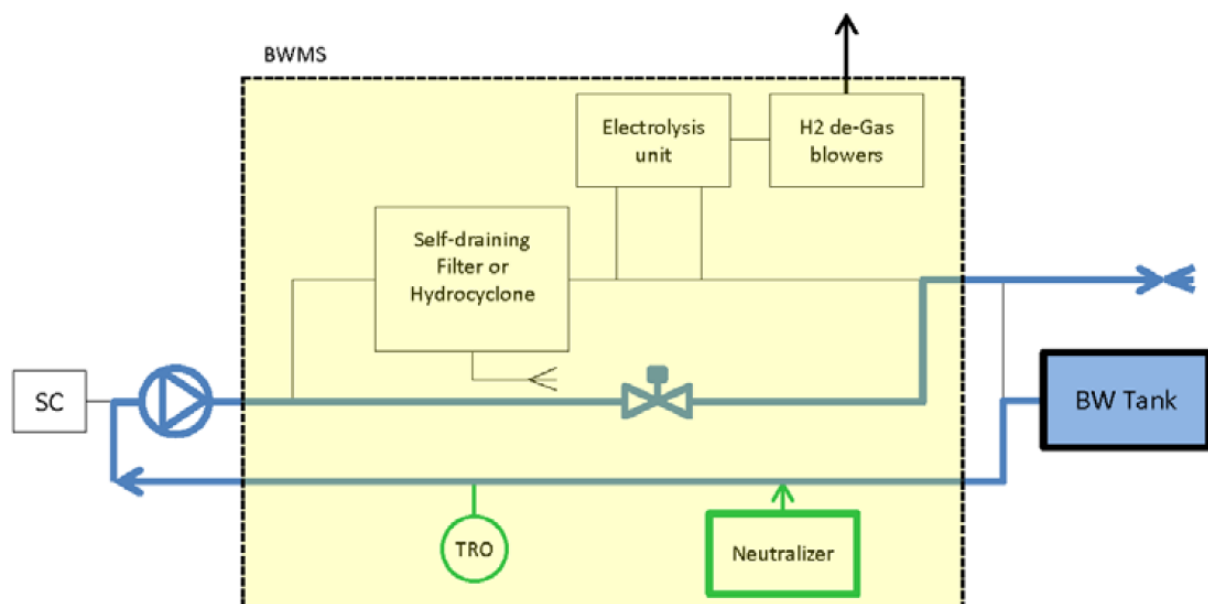 BWMS
Electrolysis
unit
H2 de-Gas
blowers
Self-draining
Filter or
Hydrocyclone
SC
BW Tank
TRO
Neutralizer